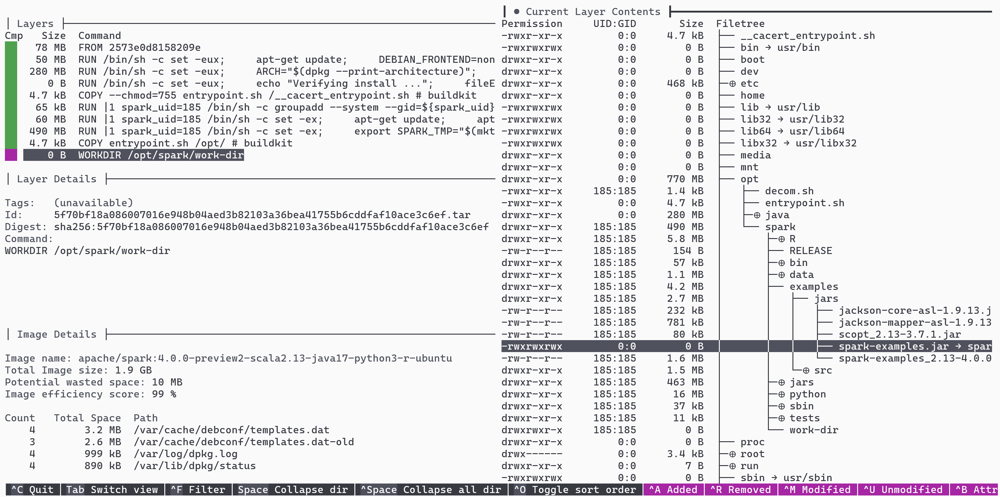 │ Layers ├──────────
Cmp   Size  Command
78 MB  FROM 2573e0d8158209e
50 MB  RUN /bin/sh -c set -eux;     apt-get update;     DEBIAN_FRONTEND=non
280 MB  RUN /bin/sh -c set -eux;     ARCH="$(dpkg --print-architecture)";
0 B  RUN /bin/sh -c set -eux;     echo "Verifying install ...";     fileE
4.7 kB  COPY --chmod=755 entrypoint.sh /__cacert_entrypoint.sh # buildkit
65 kB  RUN |1 spark_uid=185 /bin/sh -c groupadd --system --gid=${spark_uid}
60 MB  RUN |1 spark_uid=185 /bin/sh -c set -ex;     apt-get update;     apt
490 MB  RUN |1 spark_uid=185 /bin/sh -c set -ex;     export SPARK_TMP="$(mkt
4.7 kB  COPY entrypoint.sh /opt/ # buildkit
0 B  WORKDIR /opt/spark/work-dir
│ Layer Details ├──────────
Tags:   (unavailable)
Id:     5f70bf18a086007016e948b04aed3b82103a36bea41755b6cddfaf10ace3c6ef.tar
Digest: sha256:5f70bf18a086007016e948b04aed3b82103a36bea41755b6cddfaf10ace3c6ef
Command:
WORKDIR /opt/spark/work-dir
│ Image Details ├──────────
Image name: apache/spark:4.0.0-preview2-scala2.13-java17-python3-r-ubuntu
Total Image size: 1.9 GB
Potential wasted space: 10 MB
Image efficiency score: 99 %
Count   Total Space  Path
4        3.2 MB  /var/cache/debconf/templates.dat
3        2.6 MB  /var/cache/debconf/templates.dat-old
4        999 kB  /var/log/dpkg.log
4        890 kB  /var/lib/dpkg/status
┃ ● Current Layer Contents ┣━━━━━━━━━━
Permission     UID:GID       Size  Filetree
-rwxr-xr-x         0:0     4.7 kB  ├── __cacert_entrypoint.sh
-rwxrwxrwx         0:0        0 B  ├── bin → usr/bin
drwxr-xr-x         0:0        0 B  ├── boot
drwxr-xr-x         0:0        0 B  ├── dev
drwxr-xr-x         0:0     468 kB  ├─⊕ etc
drwxr-xr-x         0:0        0 B  ├── home
-rwxrwxrwx         0:0        0 B  ├── lib → usr/lib
-rwxrwxrwx         0:0        0 B  ├── lib32 → usr/lib32
-rwxrwxrwx         0:0        0 B  ├── lib64 → usr/lib64
-rwxrwxrwx         0:0        0 B  ├── libx32 → usr/libx32
drwxr-xr-x         0:0        0 B  ├── media
drwxr-xr-x         0:0        0 B  ├── mnt
drwxr-xr-x         0:0     770 MB  ├── opt
-rwxr-xr-x     185:185     1.4 kB  │   ├── decom.sh
-rwxr-xr-x         0:0     4.7 kB  │   ├── entrypoint.sh
drwxr-xr-x         0:0     280 MB  │   ├─⊕ java
drwxr-xr-x     185:185     490 MB  │   └── spark
drwxr-xr-x     185:185     5.8 MB  │       ├─⊕ R
-rw-r--r--     185:185      154 B  │       ├── RELEASE
drwxr-xr-x     185:185      57 kB  │       ├─⊕ bin
drwxr-xr-x     185:185     1.1 MB  │       ├─⊕ data
drwxr-xr-x     185:185     4.2 MB  │       ├── examples
drwxr-xr-x     185:185     2.7 MB  │       │   ├── jars
-rw-r--r--     185:185     232 kB  │       │   │   ├── jackson-core-asl-1.9.13.j
-rw-r--r--     185:185     781 kB  │       │   │   ├── jackson-mapper-asl-1.9.13
-rw-r--r--     185:185      80 kB  │       │   │   ├── scopt_2.13-3.7.1.jar
-rwxrwxrwx         0:0        0 B  │       │   │   ├── spark-examples.jar → spar
-rw-r--r--     185:185     1.6 MB  │       │   │   └── spark-examples_2.13-4.0.0
drwxr-xr-x     185:185     1.5 MB  │       │   └─⊕ src
drwxr-xr-x     185:185     463 MB  │       ├─⊕ jars
drwxr-xr-x     185:185      16 MB  │       ├─⊕ python
drwxr-xr-x     185:185      37 kB  │       ├─⊕ sbin
drwxr-xr-x     185:185      11 kB  │       ├─⊕ tests
drwxrwxr-x     185:185        0 B  │       └── work-dir
drwxr-xr-x         0:0        0 B  ├── proc
drwx------         0:0     3.4 kB  ├─⊕ root
drwxr-xr-x         0:0        7 B  ├─⊕ run
-rwxrwxrwx         0:0        0 B  ├── sbin → usr/sbin
^C Quit │ Tab Switch view │ ^F Filter │ Space Collapse dir │ ^Space Collapse all dir │ ^O Toggle sort order │ ^A Added │ ^R Removed │ ^M Modified │ ^U Unmodified │ ^B Attr